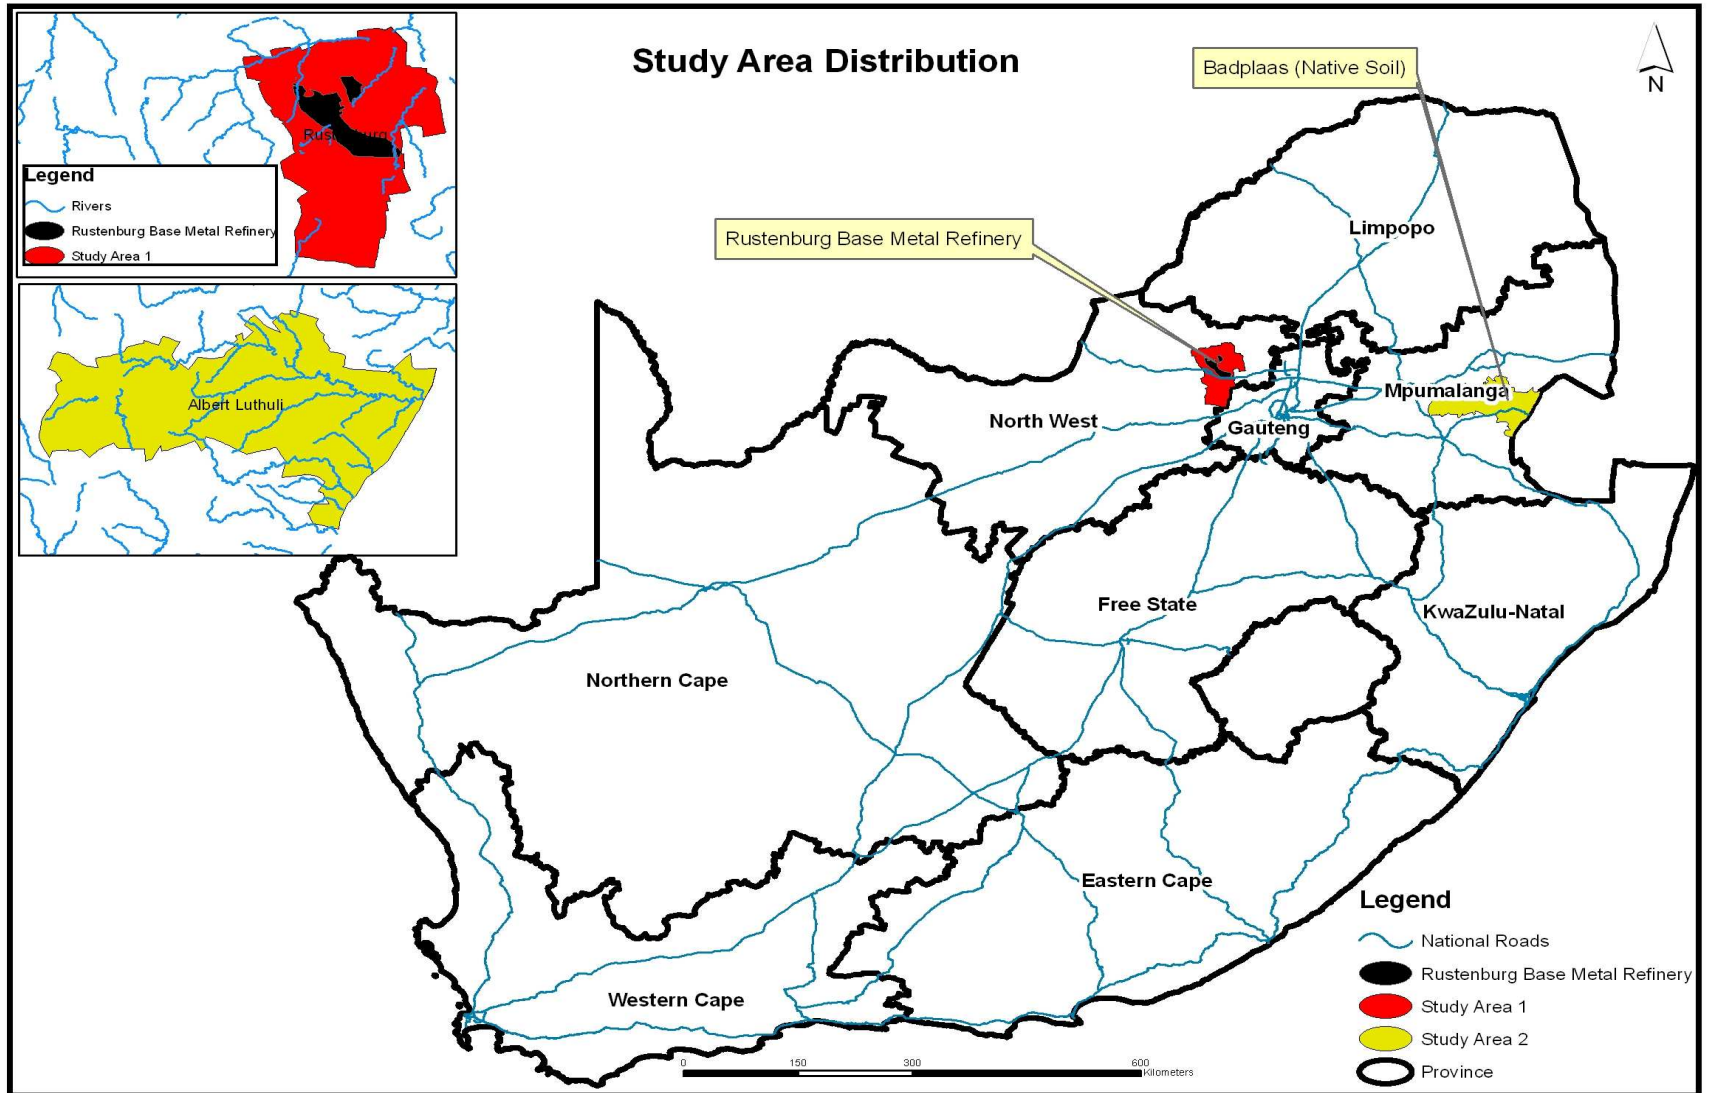 Study Area Distribution
Badplaas (Native Soil)
N
Rustenburg
Legend
Rivers
Rustenburg Base Metal Refinery
Study Area 1
Rustenburg Base Metal Refinery
Limpopo
Albert Luthuli
Mpumalanga
North West
Gauteng
Free State
KwaZulu-Natal
Northern Cape
Eastern Cape
Western Cape
Legend
National Roads
Rustenburg Base Metal Refinery
Study Area 1
Study Area 2
Province
0 150 300 600
Kilometers